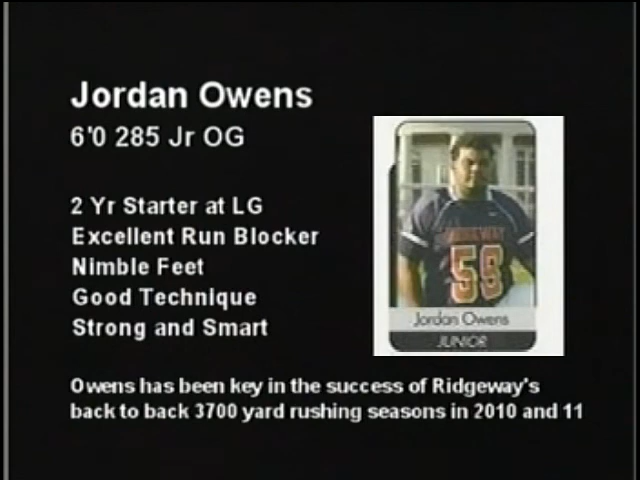 Jordan Owens
6'0 285 Jr OG
2 Yr Starter at LG
Excellent Run Blocker
Nimble Feet
Good Technique
Strong and Smart
RIDGEWAY
58
Jordan Owens
JUNIOR
Owens has been key in the success of Ridgeway's
back to back 3700 yard rushing seasons in 2010 and 11